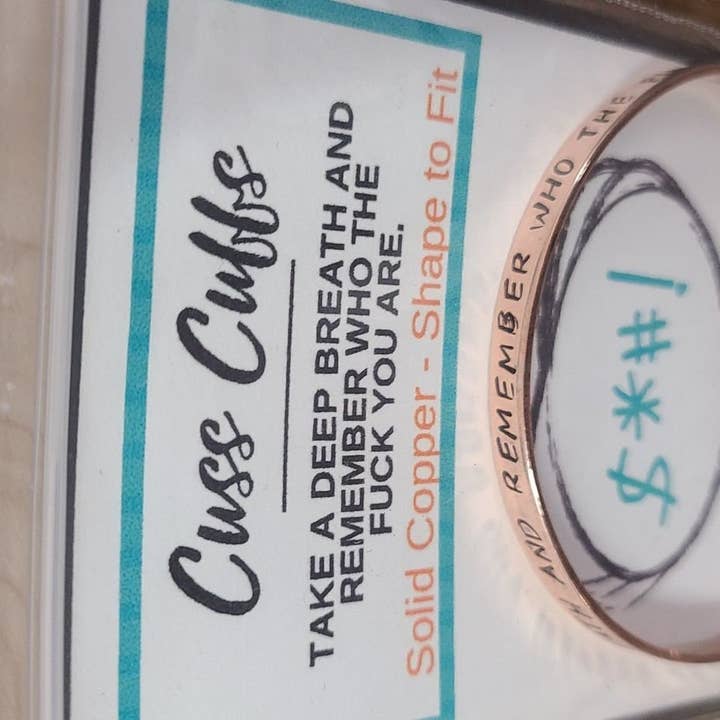 Cuss Cuffs
TAKE A DEEP BREATH AND
REMEMBER WHO THE
FUCK YOU ARE.
Solid Copper - Shape to Fit
AND REMEMBER WHO THE
$*#!